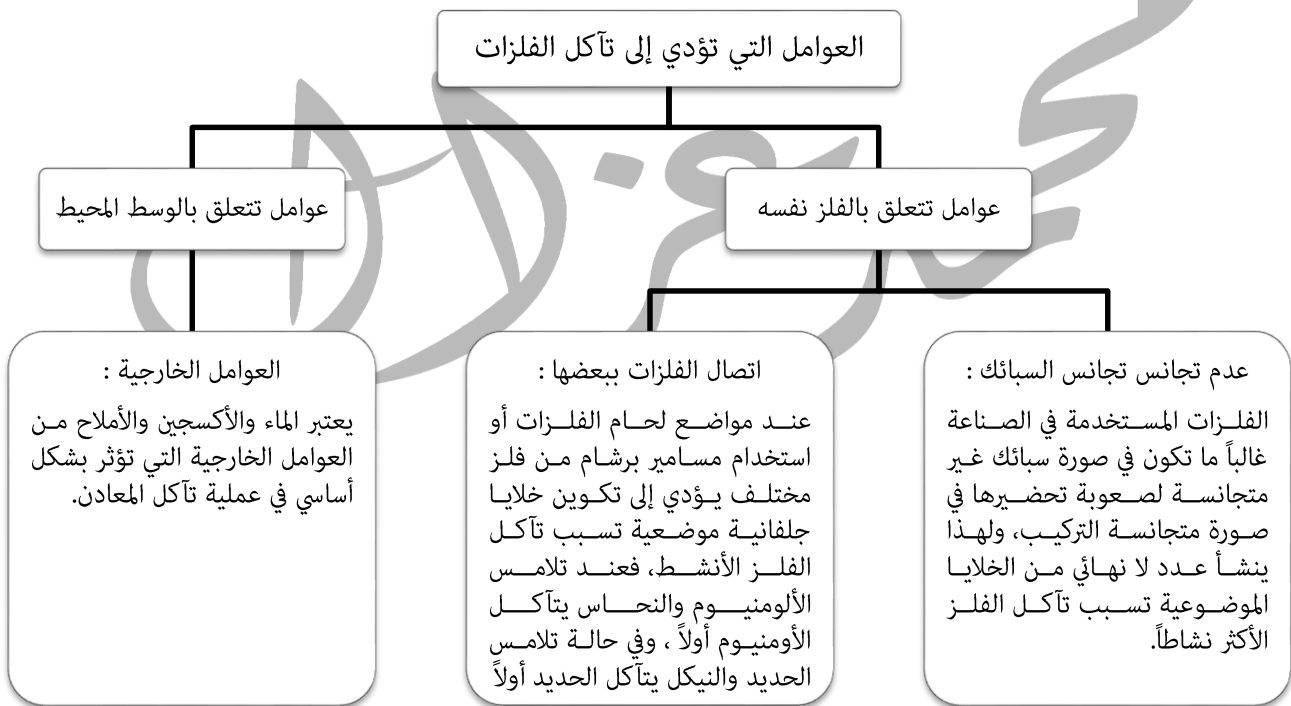 العوامل التي تؤدي إلى تآكل الفلزات
عوامل تتعلق بالفلز نفسه
عوامل تتعلق بالوسط المحيط
عدم تجانس تجانس السبائك :
الفلزات المستخدمة في الصناعة
غالباً ما تكون في صورة سبائك غير
متجانسة لصعوبة تحضيرها في
صورة متجانسة التركيب، ولهذا
ينشأ عدد لا نهائي من الخلايا
الموضوعية تسبب تآكل الفلز
الأكثر نشاطاً.
اتصال الفلزات ببعضها :
عند مواضع لحام الفلزات أو
استخدام مسامير برشام من فلز
مختلف يؤدي إلى تكوين خلايا
جلفانية موضعية تسبب تآكل
الفلز الأنشط، فعند تلامس
الألومنيوم والنحاس يتآكل
الأومنيوم أولاً ، وفي حالة تلامس
الحديد والنيكل يتآكل الحديد أولاً
العوامل الخارجية :
يعتبر الماء والأكسجين والأملاح من
العوامل الخارجية التي تؤثر بشكل
أساسي في عملية تآكل المعادن.